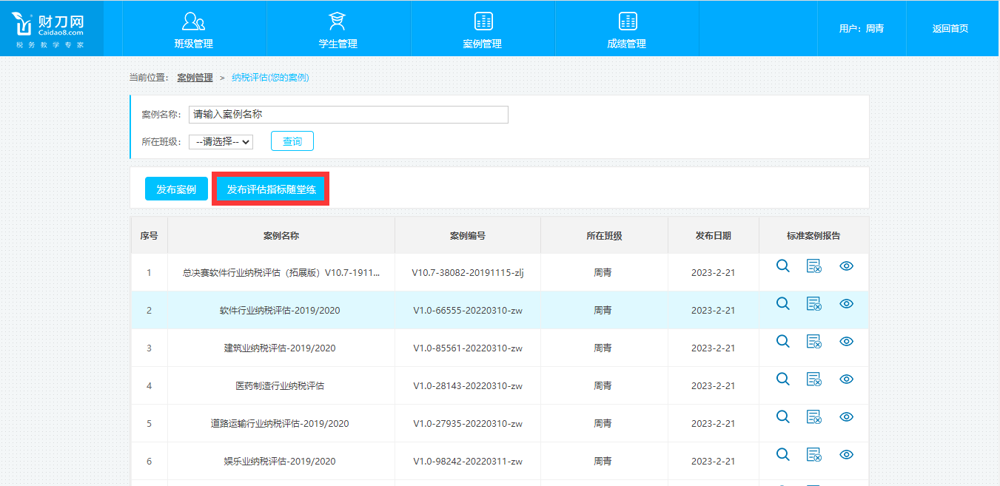 财刀网
Caidao8.com
税务教学专家
班级管理
学生管理
案例管理
成绩管理
用户：周青
返回首页
当前位置： 案例管理 > 纳税评估(您的案例)
案例名称： 请输入案例名称
所在班级： --请选择-- 查询
发布案例 发布评估指标随堂练
序号 案例名称 案例编号 所在班级 发布日期 标准案例报告
1 总决赛软件行业纳税评估（拓展版）V10.7-1911... V10.7-38082-20191115-zlj 周青 2023-2-21
2 软件行业纳税评估-2019/2020 V1.0-66555-20220310-zw 周青 2023-2-21
3 建筑业纳税评估-2019/2020 V1.0-85561-20220310-zw 周青 2023-2-21
4 医药制造行业纳税评估 V1.0-28143-20220310-zw 周青 2023-2-21
5 道路运输行业纳税评估-2019/2020 V1.0-27935-20220310-zw 周青 2023-2-21
6 娱乐业纳税评估-2019/2020 V1.0-98242-20220311-zw 周青 2023-2-21